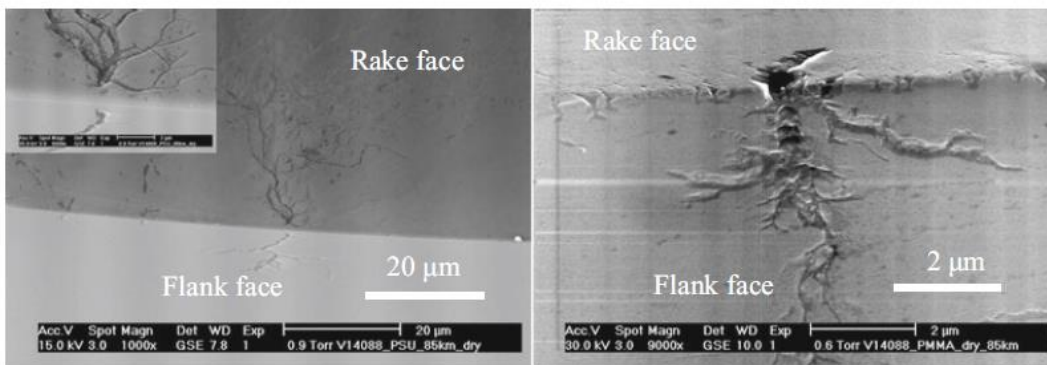 Rake face
20 μm
Flank face
Acc.V Spot Magn Det WD Exp 20 μm
15.0 kV 3.0 1000x GSE 7.8 1 0.9 Torr V14088_PSU_85km_dry
Rake face
2 μm
Flank face
Acc.V Spot Magn Det WD Exp 2 μm
30.0 kV 3.0 9000x GSE 10.0 1 0.6 Torr V14088_PMMA_dry_85km